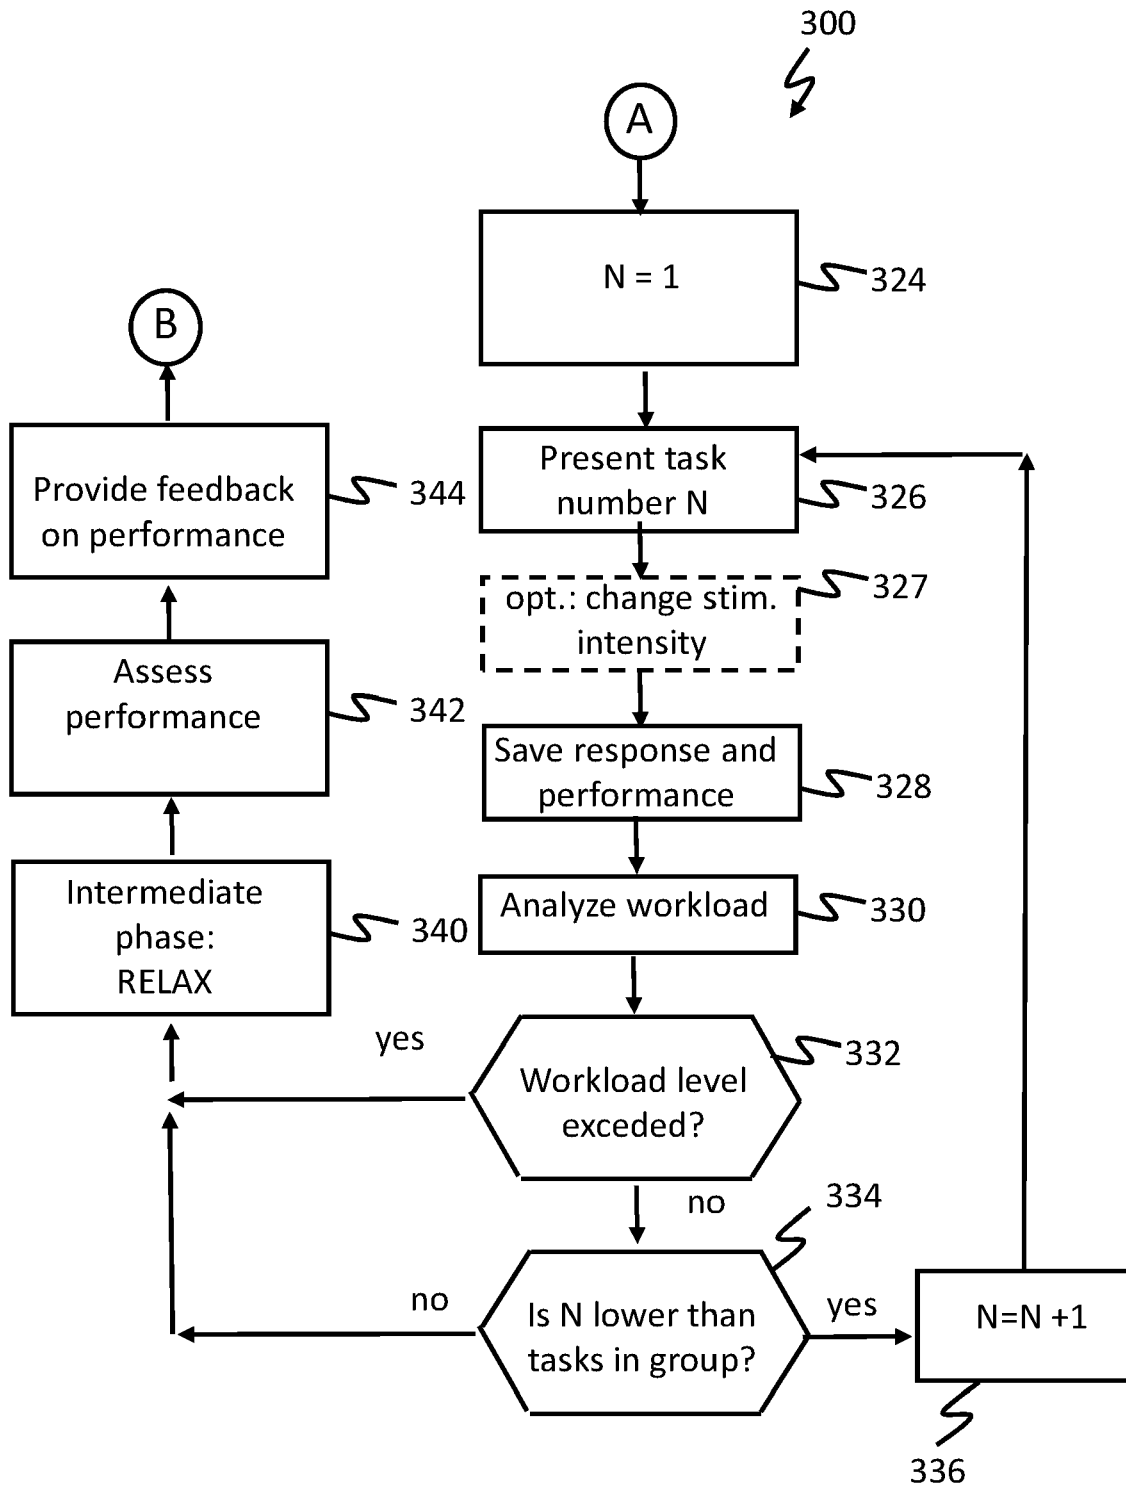 300
A
N = 1
324
B
Present task
number N
326
Provide feedback
on performance
344
opt.: change stim.
intensity
327
Assess
performance
342
Save response and
performance
328
Intermediate
phase:
RELAX
340
Analyze workload
330
yes
Workload level
exceded?
332
no
334
no
Is N lower than
tasks in group?
yes
N=N +1
336